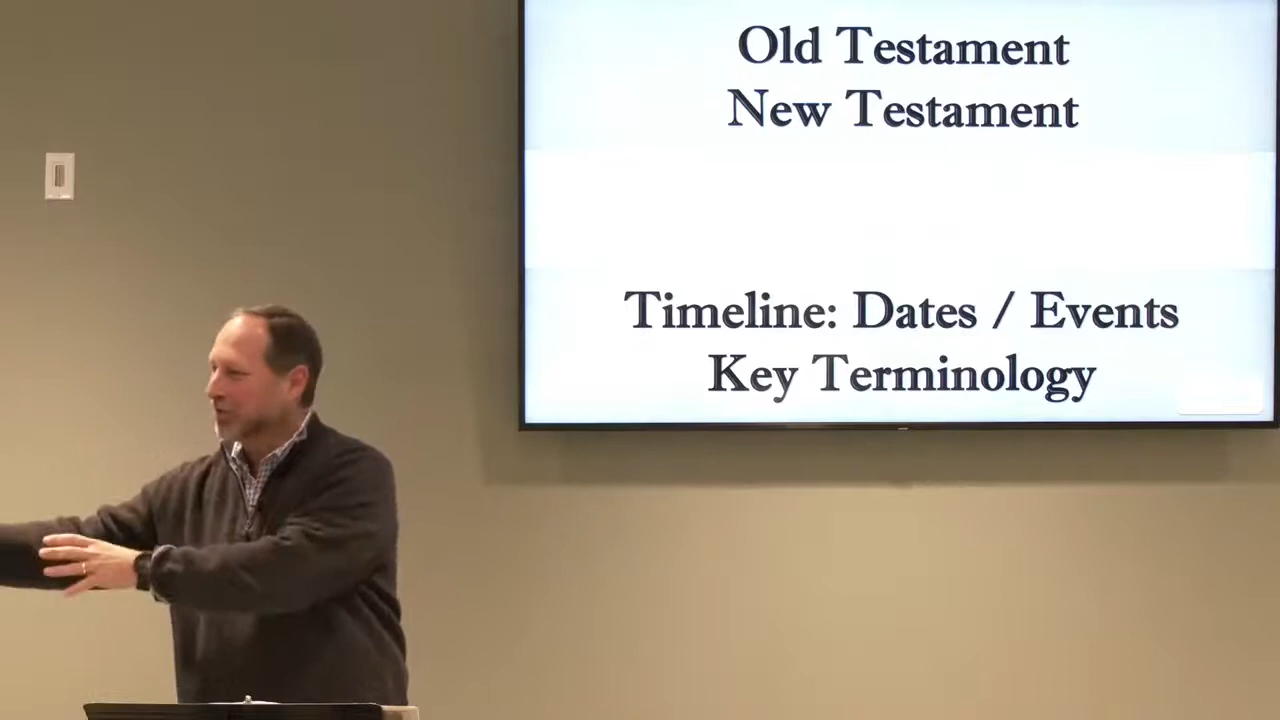 Old Testament
New Testament
Timeline: Dates / Events
Key Terminology